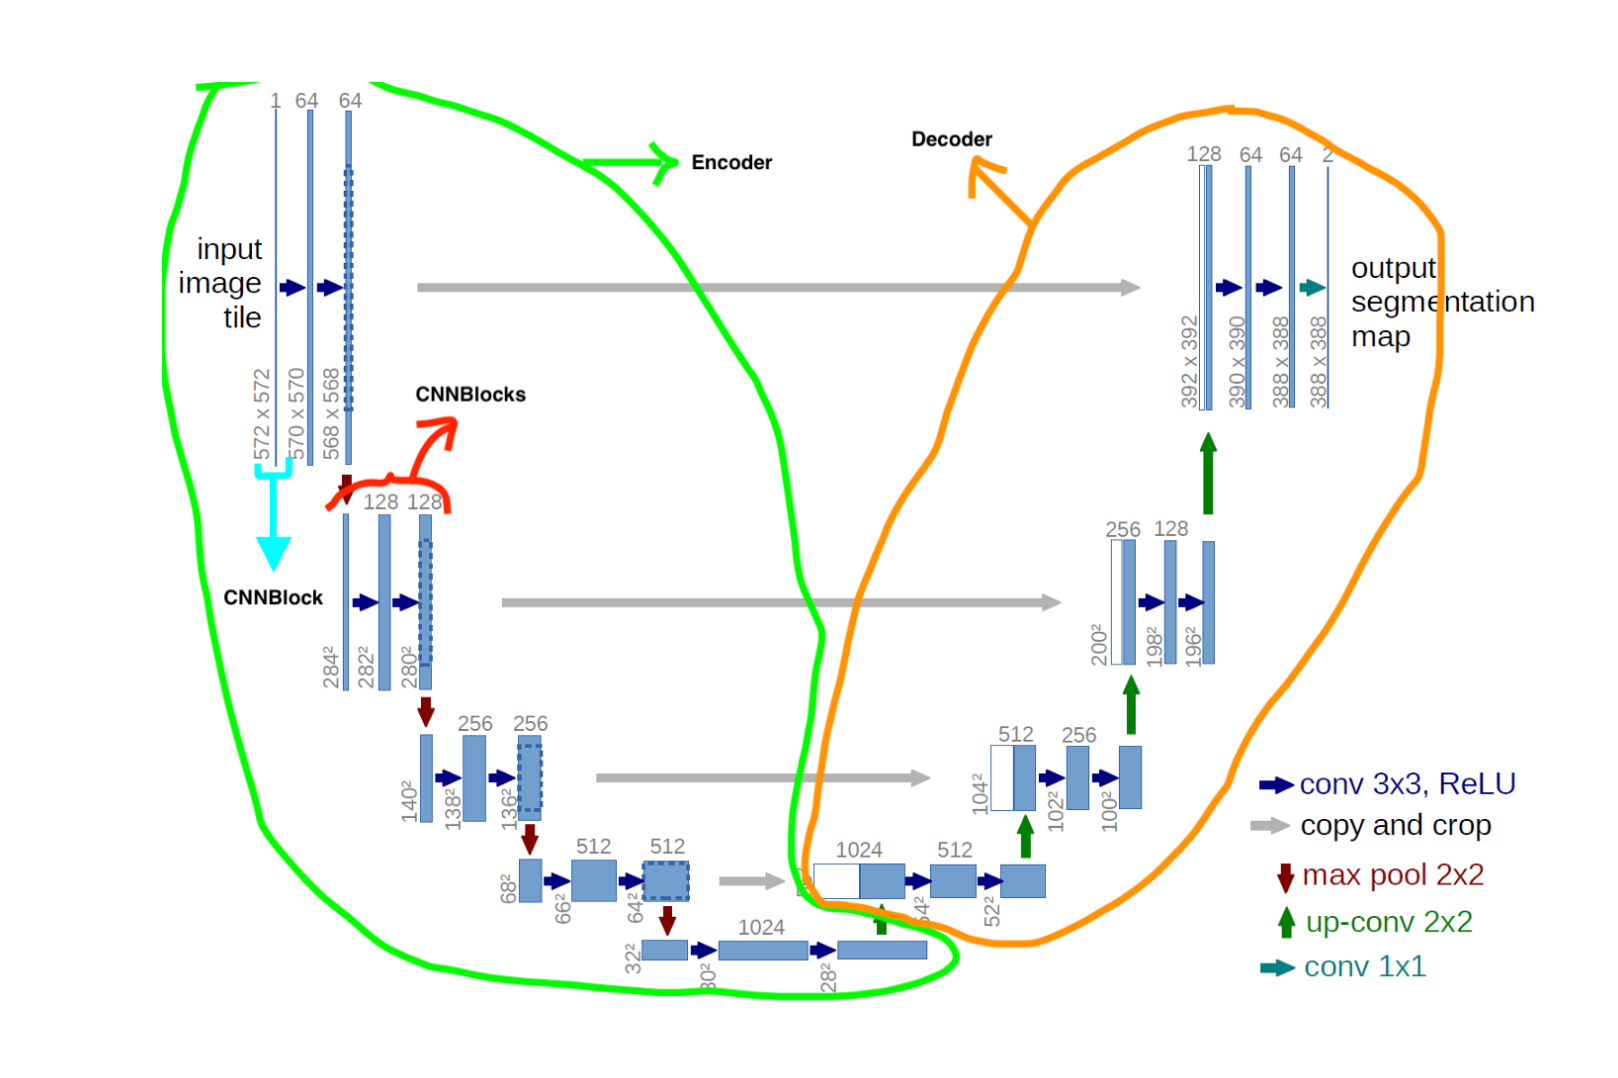 1 64 64
Encoder
Decoder
128 64 64 2
input
image
tile
output
segmentation
map
572 x 572
570 x 570
568 x 568
392 x 392
390 x 390
388 x 388
388 x 388
CNNBlocks
CNNBlock
128 128
284²
282²
280²
256 128
200²
198²
196²
256 256
140²
138²
136²
512 256
104²
102²
100²
512 512
68²
66²
64²
1024 512
54²
52²
1024
32²
30²
28²
conv 3x3, ReLU
copy and crop
max pool 2x2
up-conv 2x2
conv 1x1